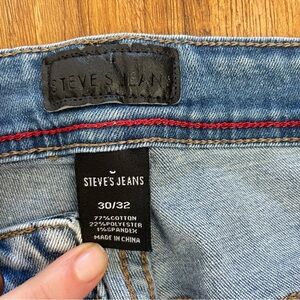 STEVE'S JEANS
STEVE'S JEANS
30/32
77%COTTON
22%POLYESTER
1%SPANDEX
MADE IN CHINA